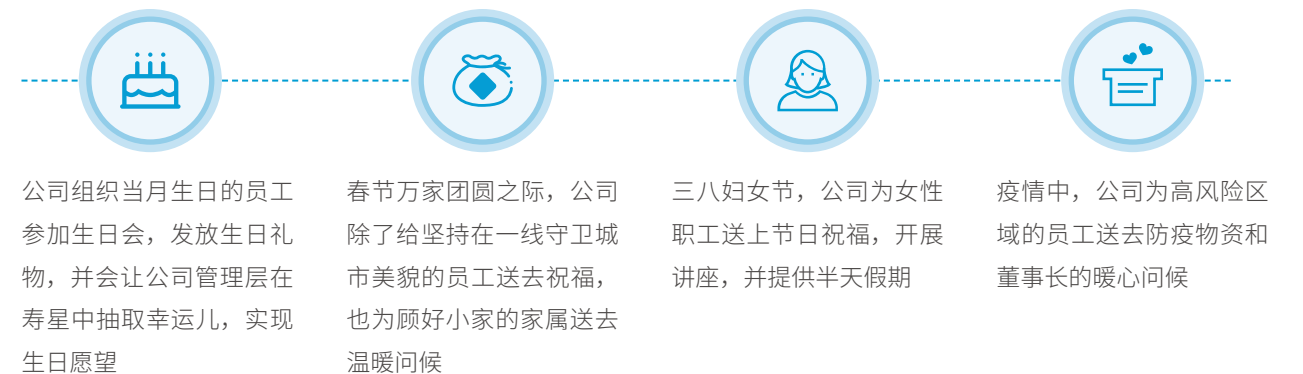 公司组织当月生日的员工
参加生日会，发放生日礼
物，并会让公司管理层在
寿星中抽取幸运儿，实现
生日愿望
春节万家团圆之际，公司
除了给坚持在一线守卫城
市美貌的员工送去祝福，
也为顾好小家的家属送去
温暖问候
三八妇女节，公司为女性
职工送上节日祝福，开展
讲座，并提供半天假期
疫情中，公司为高风险区
域的员工送去防疫物资和
董事长的暖心问候